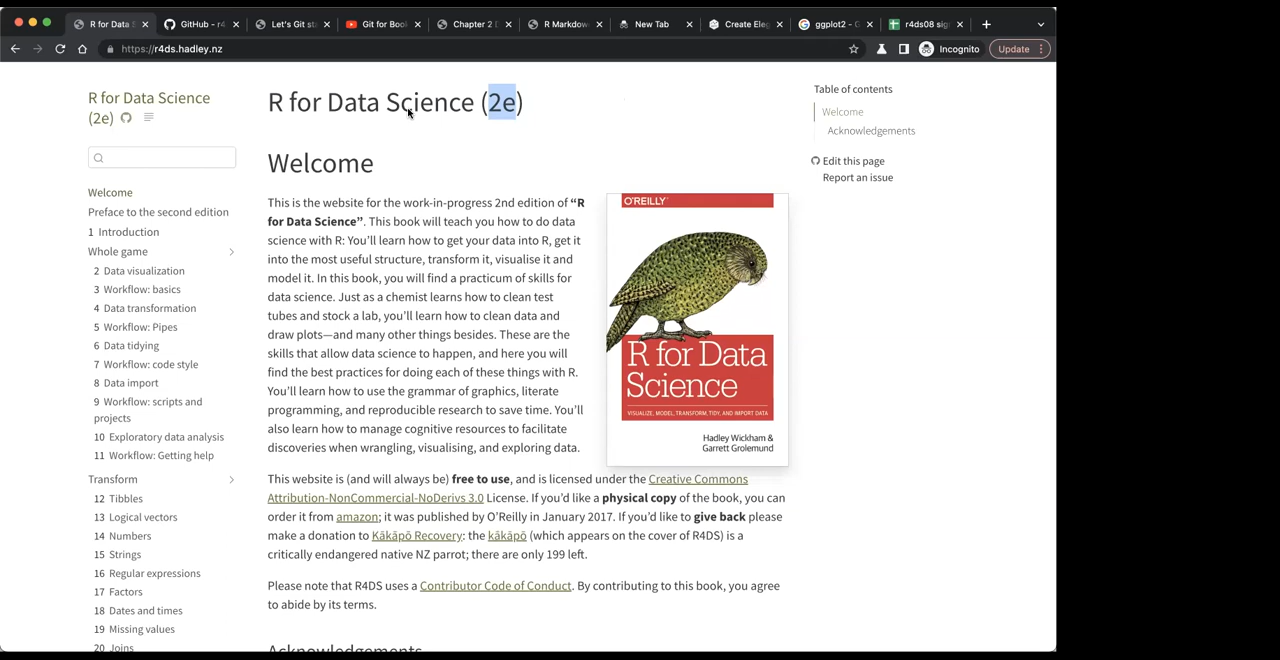 R for Data S
GitHub - r4
Let's Git st
Git for Boo
Chapter 2
R Markdow
New Tab
Create Eleg
ggplot2 - G
r4ds08 sig
https://r4ds.hadley.nz
Incognito
Update
R for Data Science
(2e)
Welcome
Preface to the second edition
1 Introduction
Whole game
2 Data visualization
3 Workflow: basics
4 Data transformation
5 Workflow: Pipes
6 Data tidying
7 Workflow: code style
8 Data import
9 Workflow: scripts and
projects
10 Exploratory data analysis
11 Workflow: Getting help
Transform
12 Tibbles
13 Logical vectors
14 Numbers
15 Strings
16 Regular expressions
17 Factors
18 Dates and times
19 Missing values
20 Joins
R for Data Science (2e)
Welcome
This is the website for the work-in-progress 2nd edition of “R
for Data Science”. This book will teach you how to do data
science with R: You’ll learn how to get your data into R, get it
into the most useful structure, transform it, visualise it and
model it. In this book, you will find a practicum of skills for
data science. Just as a chemist learns how to clean test
tubes and stock a lab, you’ll learn how to clean data and
draw plots—and many other things besides. These are the
skills that allow data science to happen, and here you will
find the best practices for doing each of these things with R.
You’ll learn how to use the grammar of graphics, literate
programming, and reproducible research to save time. You’ll
also learn how to manage cognitive resources to facilitate
discoveries when wrangling, visualising, and exploring data.
O'REILLY
R for Data
Science
VISUALIZE, MODEL, TRANSFORM, TIDY, AND IMPORT DATA
Hadley Wickham &
Garrett Grolemund
This website is (and will always be) free to use, and is licensed under the Creative Commons
Attribution-NonCommercial-NoDerivs 3.0 License. If you’d like a physical copy of the book, you can
order it from amazon; it was published by O’Reilly in January 2017. If you’d like to give back please
make a donation to Kākāpō Recovery: the kākāpō (which appears on the cover of R4DS) is a
critically endangered native NZ parrot; there are only 199 left.
Please note that R4DS uses a Contributor Code of Conduct. By contributing to this book, you agree
to abide by its terms.
Acknowledgements
Table of contents
Welcome
Acknowledgements
Edit this page
Report an issue